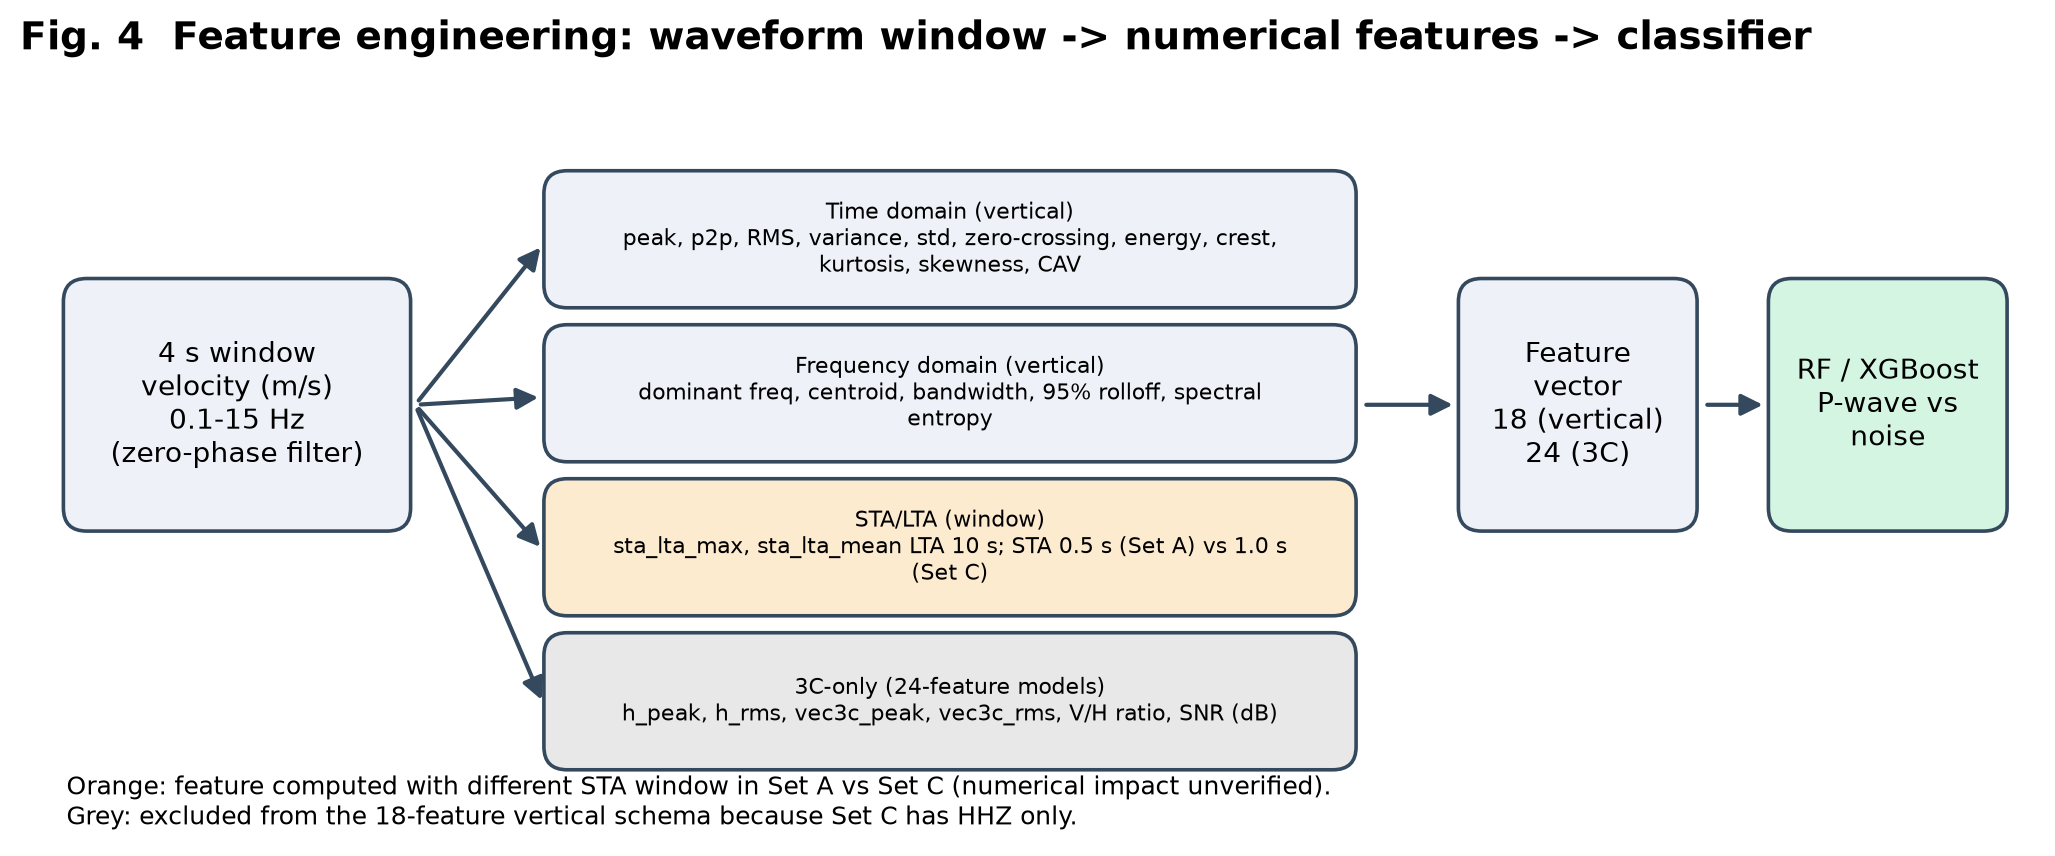 Fig. 4  Feature engineering: waveform window -> numerical features -> classifier
4 s window
velocity (m/s)
0.1-15 Hz
(zero-phase filter)
Time domain (vertical)
peak, p2p, RMS, variance, std, zero-crossing, energy, crest,
kurtosis, skewness, CAV
Frequency domain (vertical)
dominant freq, centroid, bandwidth, 95% rolloff, spectral
entropy
STA/LTA (window)
sta_lta_max, sta_lta_mean LTA 10 s; STA 0.5 s (Set A) vs 1.0 s
(Set C)
3C-only (24-feature models)
h_peak, h_rms, vec3c_peak, vec3c_rms, V/H ratio, SNR (dB)
Feature
vector
18 (vertical)
24 (3C)
RF / XGBoost
P-wave vs
noise
Orange: feature computed with different STA window in Set A vs Set C (numerical impact unverified).
Grey: excluded from the 18-feature vertical schema because Set C has HHZ only.